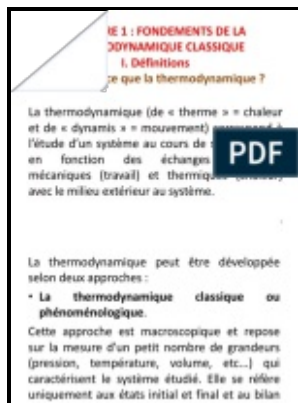 RE 1 : FONDEMENTS DE LA
ODYNAMIQUE CLASSIQUE
I. Définitions
ce que la thermodynamique ?
La thermodynamique (de « therme » = chaleur
et de « dynamis » = mouvement)
l'étude d'un système au cours de
PDF
en fonction des échanges
mécaniques (travail) et
avec le milieu extérieur au système.
La thermodynamique peut être développée
selon deux approches :
• La thermodynamique classique ou
phénoménologique.
Cette approche est macroscopique et repose
sur la mesure d'un petit nombre de grandeurs
(pression, température, volume, etc...) qui
caractérisent le système étudié. Elle se réfère
uniquement aux états initial et final et au bilan